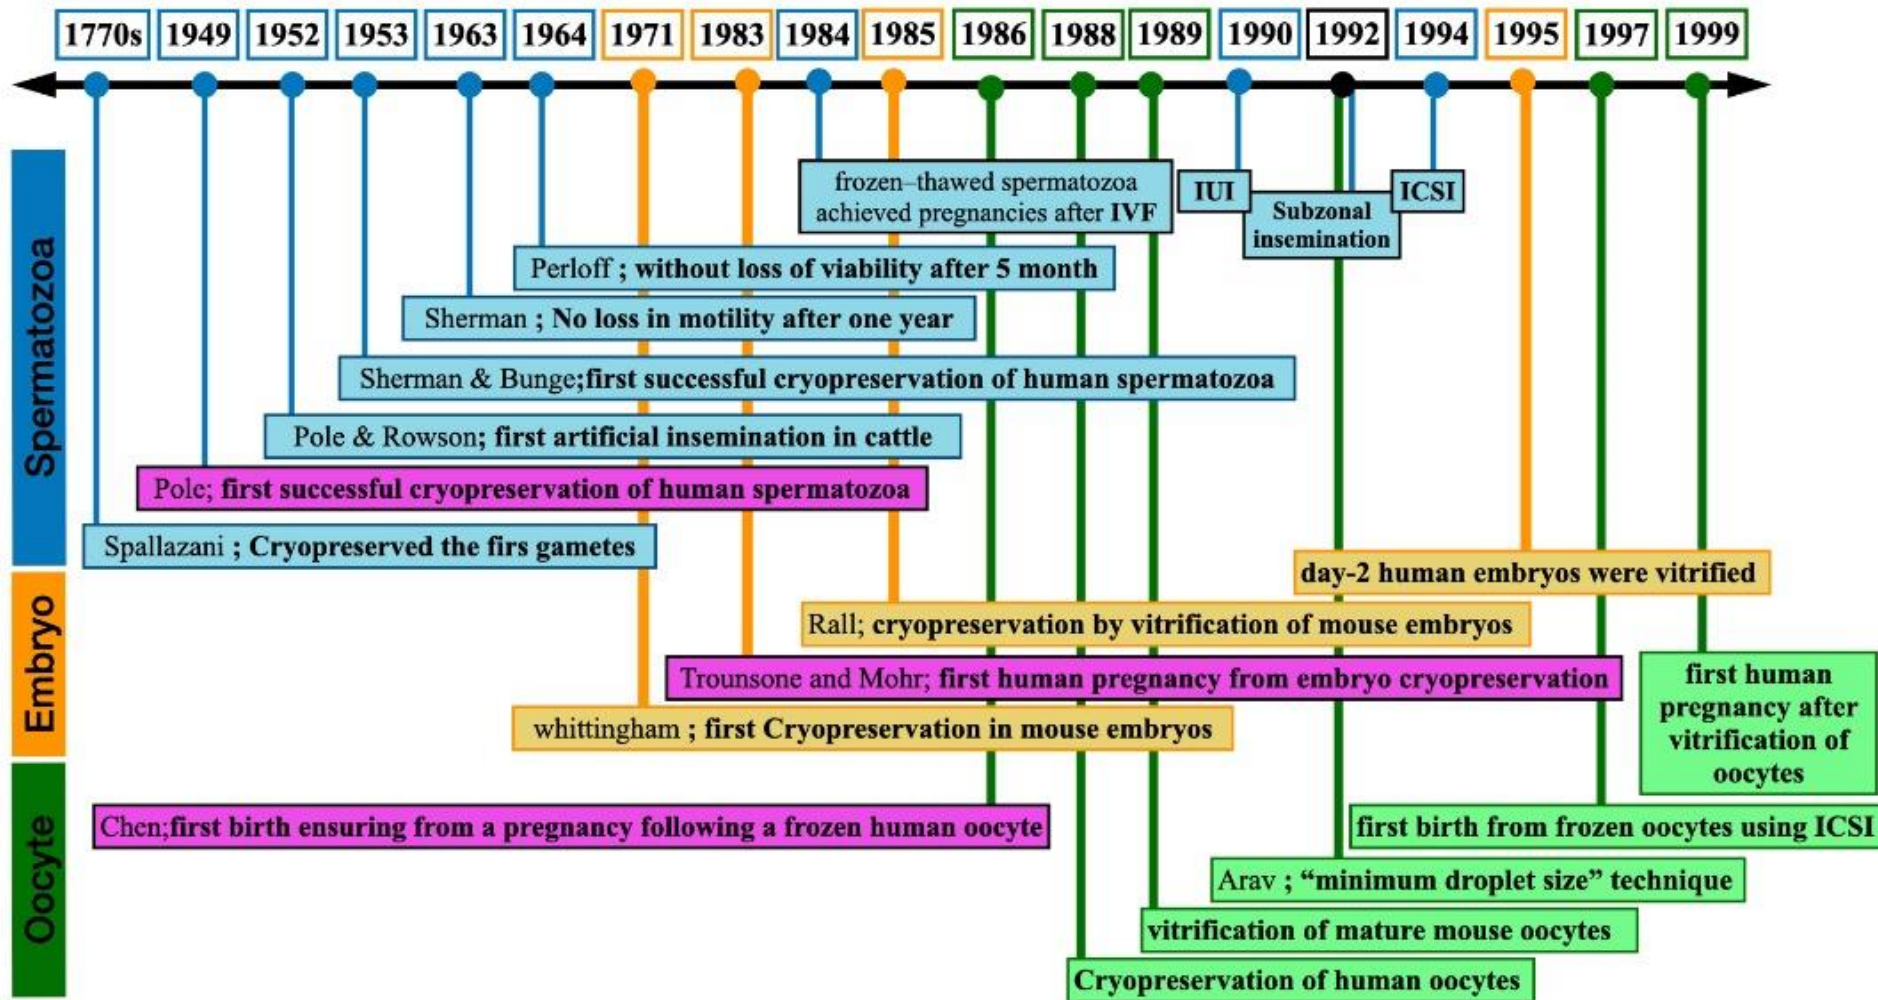 1770s 1949 1952 1953 1963 1964 1971 1983 1984 1985 1986 1988 1989 1990 1992 1994 1995 1997 1999
Spermatozoa
frozen–thawed spermatozoa
achieved pregnancies after IVF
IUI
Subzonal
insemination
ICSI
Perloff ; without loss of viability after 5 month
Sherman ; No loss in motility after one year
Sherman & Bunge;first successful cryopreservation of human spermatozoa
Pole & Rowson; first artificial insemination in cattle
Pole; first successful cryopreservation of human spermatozoa
Spallazani ; Cryopreserved the firs gametes
Embryo
day-2 human embryos were vitrified
Rall; cryopreservation by vitrification of mouse embryos
Trounsone and Mohr; first human pregnancy from embryo cryopreservation
whittingham ; first Cryopreservation in mouse embryos
Oocyte
first human
pregnancy after
vitrification of
oocytes
Chen;first birth ensuring from a pregnancy following a frozen human oocyte
first birth from frozen oocytes using ICSI
Arav ; “minimum droplet size” technique
vitrification of mature mouse oocytes
Cryopreservation of human oocytes